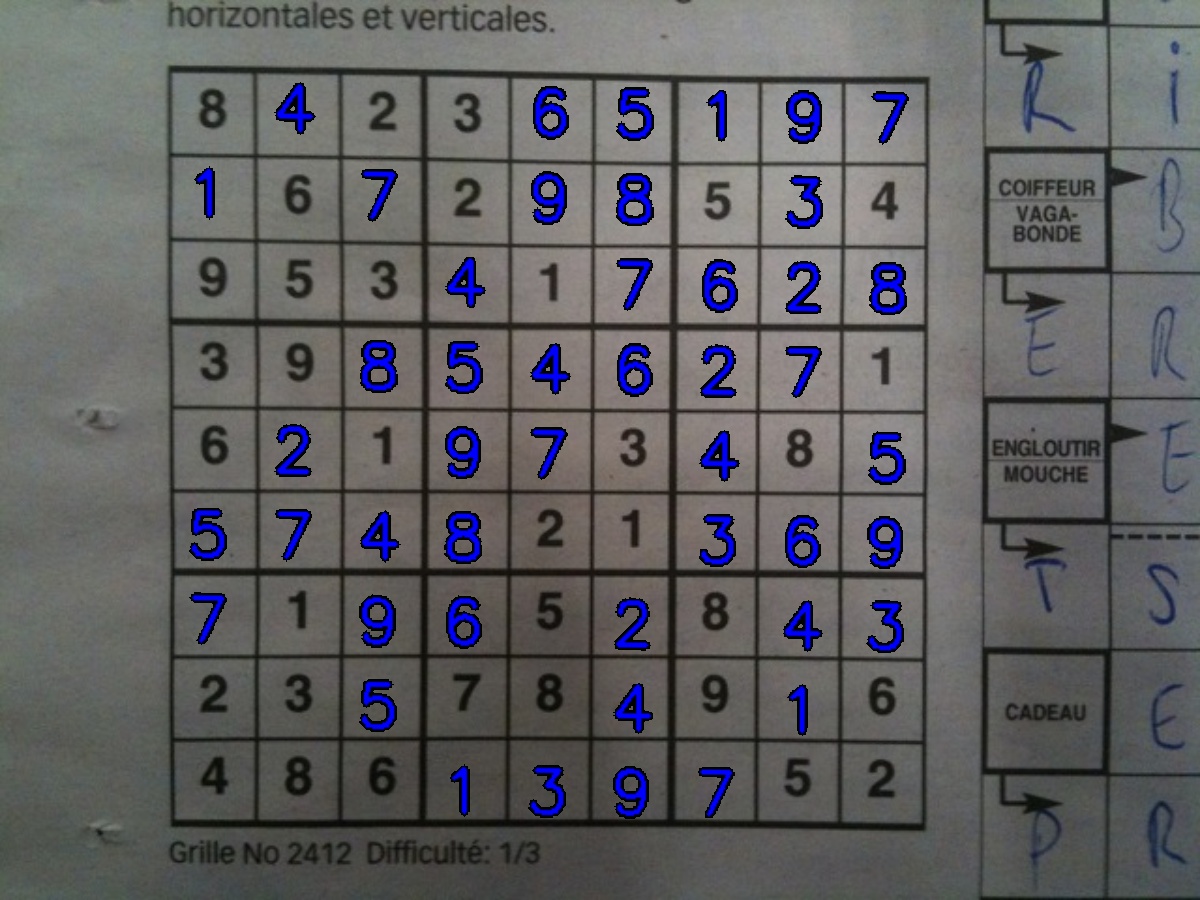 horizontales et verticales.
8 4 2 3 6 5 1 9 7
1 6 7 2 9 8 5 3 4
9 5 3 4 1 7 6 2 8
3 9 8 5 4 6 2 7 1
6 2 1 9 7 3 4 8 5
5 7 4 8 2 1 3 6 9
7 1 9 6 5 2 8 4 3
2 3 5 7 8 4 9 1 6
4 8 6 1 3 9 7 5 2
Grille No 2412 Difficulté: 1/3
R i
COIFFEUR
VAGA-
BONDE
B
E R
ENGLOUTIR
MOUCHE
E
T S
CADEAU
E
P R